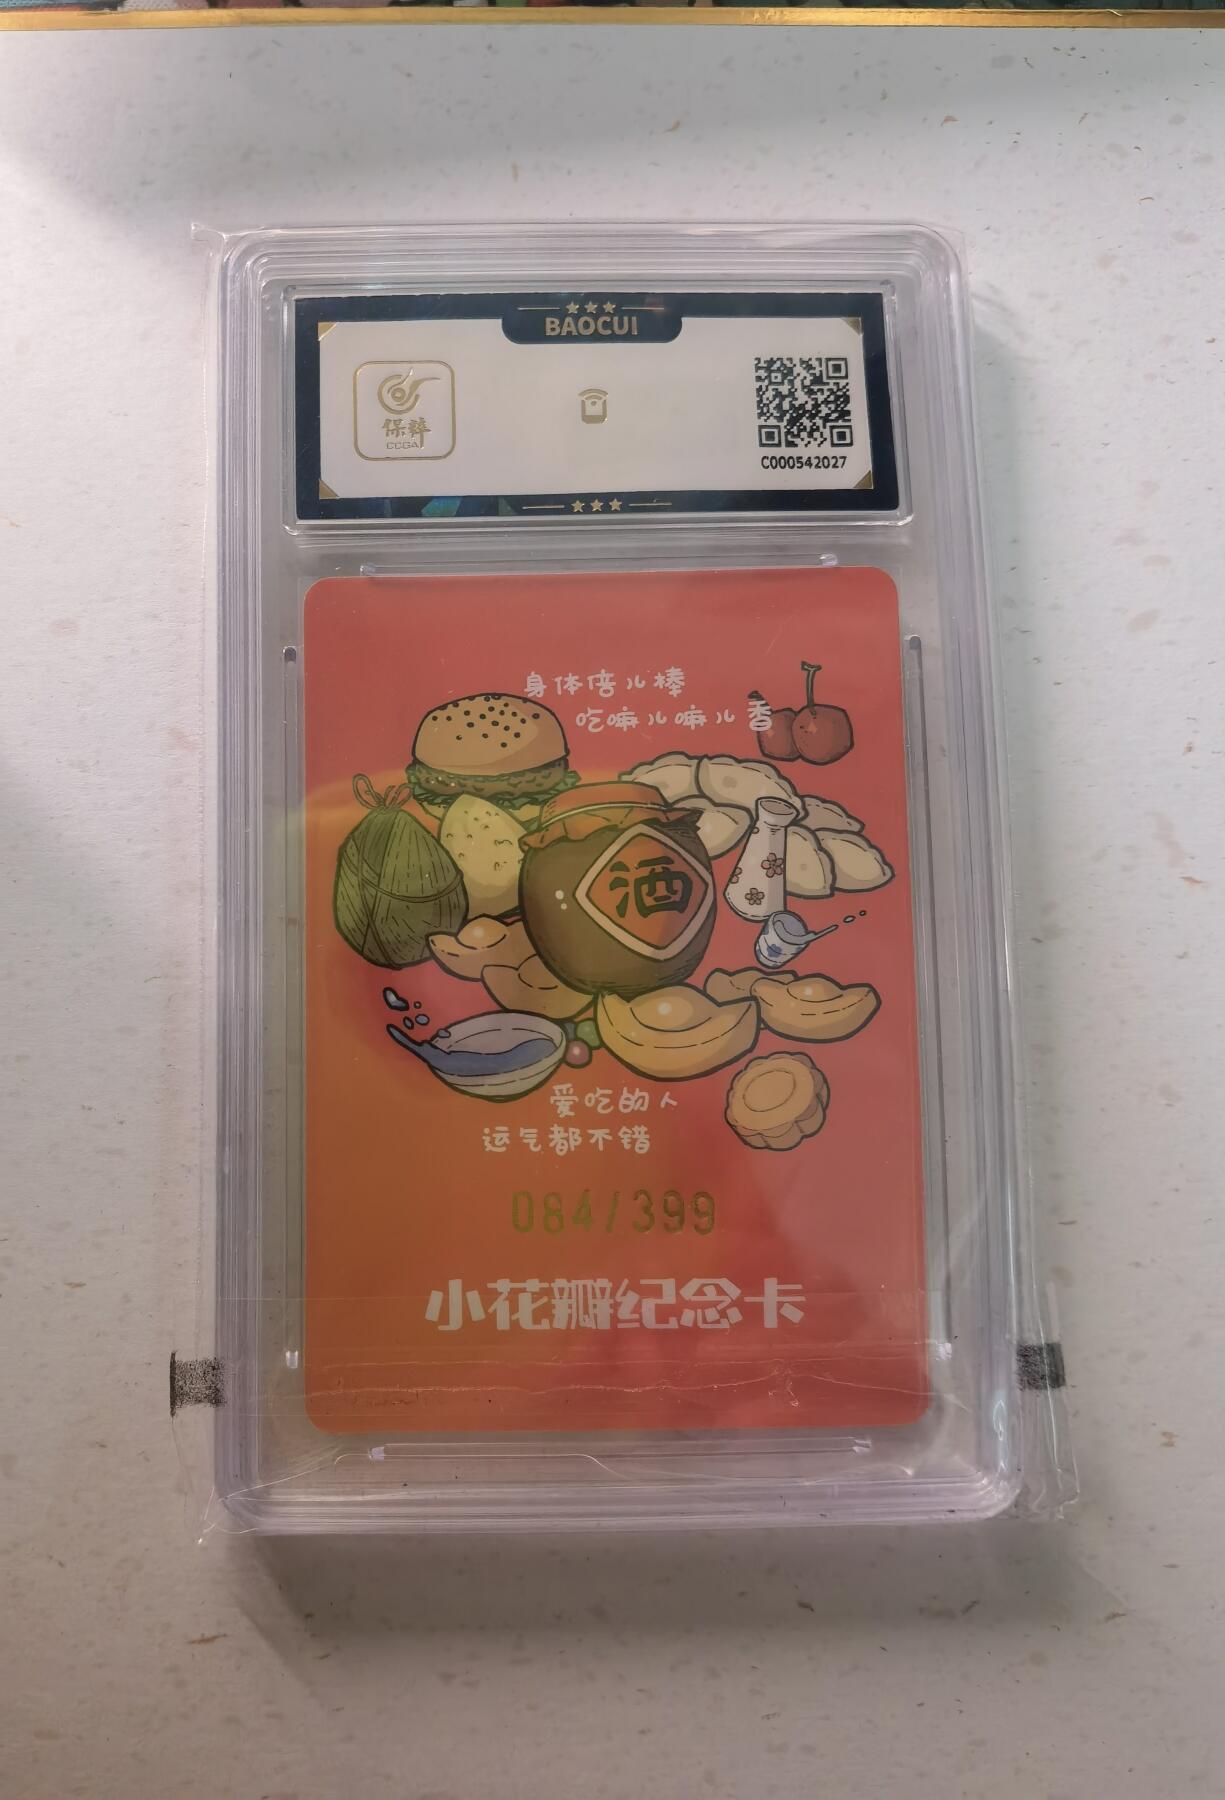 BAOCUI
保粹
CCGA
C000542027
身体倍儿棒
吃嘛儿嘛儿香
酒
爱吃的人
运气都不错
084/399
小花瓣纪念卡